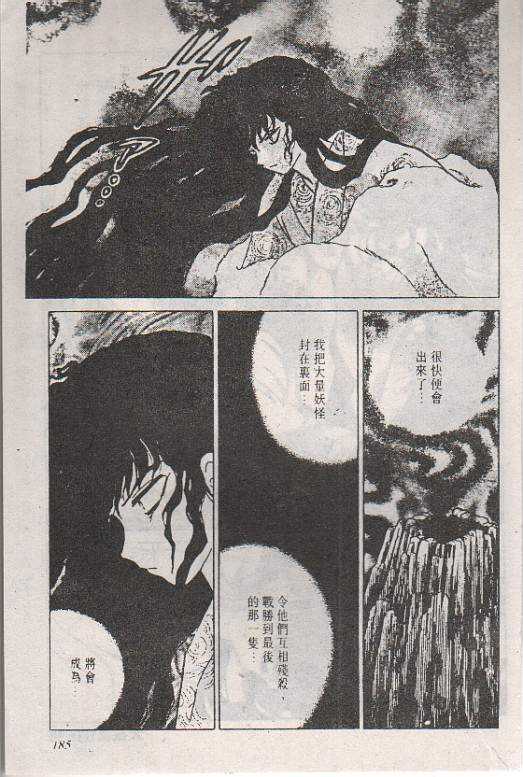 很快便會
出來了⋯
我把大量妖怪
封在裏面⋯
令他們互相殘殺，
戰勝到最後
的那一隻⋯
將會
成為⋯
185